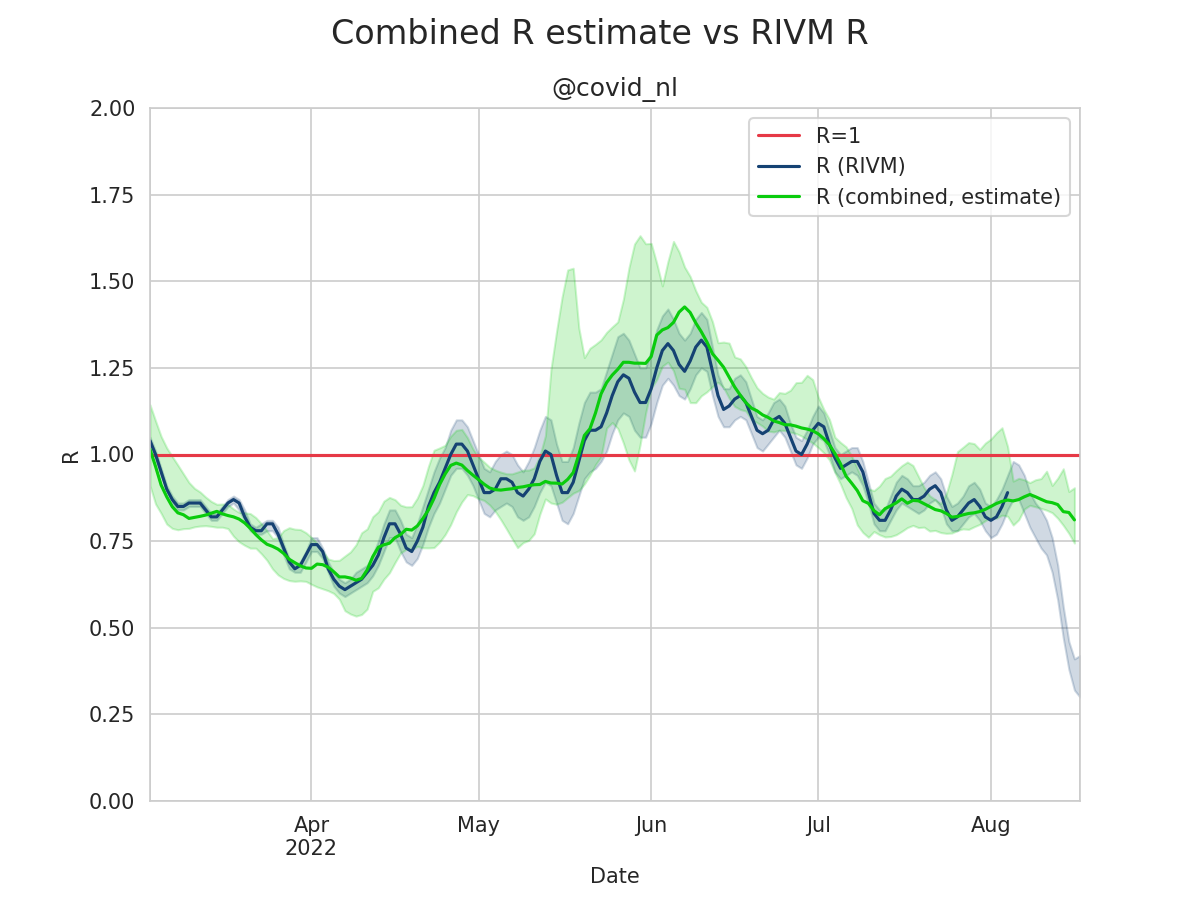 Combined R estimate vs RIVM R
@covid_nl
2.00
1.75
1.50
1.25
1.00
0.75
0.50
0.25
0.00
R
R=1
R (RIVM)
R (combined, estimate)
Apr
2022
May
Jun
Jul
Aug
Date